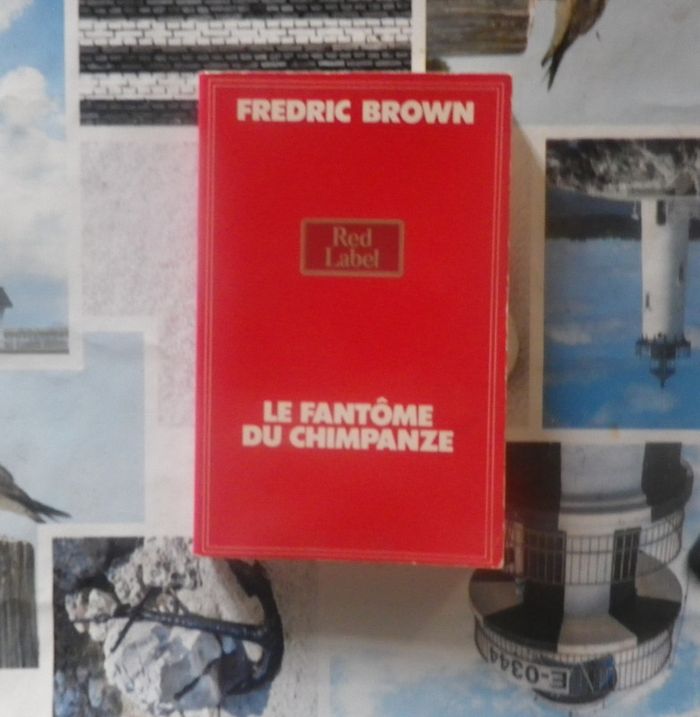 FREDRIC BROWN
Red
Label
LE FANTÔME
DU CHIMPANZE
E-0344